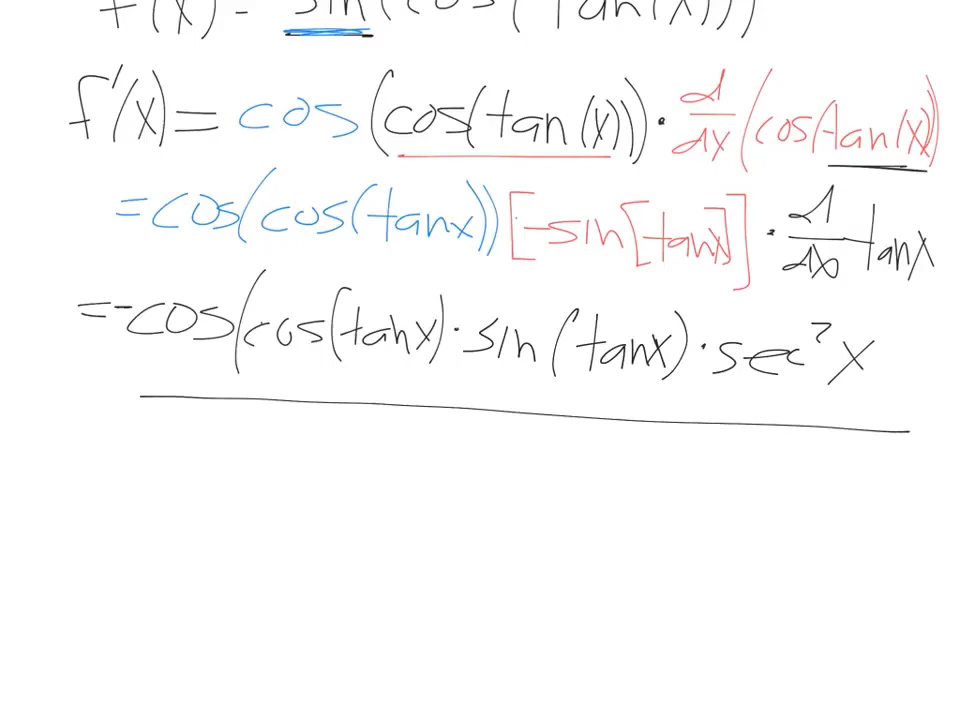 f(x) = sin(cos(tan(x)))
f'(x) = cos(cos(tan(x))) · d/dx (cos(tan(x)))
= cos(cos(tanx)) [-sin[tanx]] · d/dx tanx
= -cos(cos(tanx) · sin(tanx) · sec² x